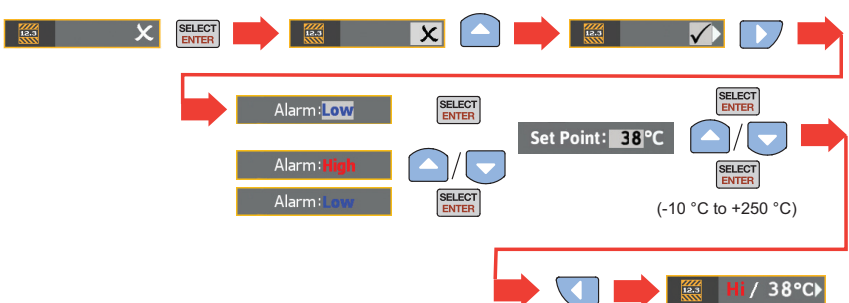 12.3 X SELECT ENTER 12.3 X 12.3 ✓
Alarm:Low SELECT ENTER
SELECT ENTER
Set Point: 38°C /
Alarm:High /
SELECT ENTER
Alarm:Low SELECT ENTER
(-10 °C to +250 °C)
12.3 Hi / 38°C